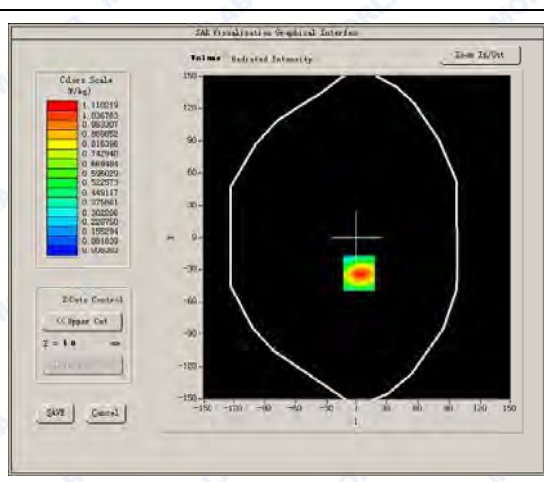 SAR Visualisation Graphical Interface
Volume Radiated Intensity
Zoom In/Out
Colors Scale
W/kg)
1.110219
1.036763
0.963307
0.889852
0.816396
0.742940
0.669484
0.596029
0.522573
0.449117
0.375661
0.302206
0.228750
0.155294
150
120
90
60
30
0
-30
-60
-90
-120
-150
-150 -120 -90 -60 -30 0 30 60 90 120 150
Z-Cuts Control
<< Upper Cut
SAVE Cancel
MORLAB